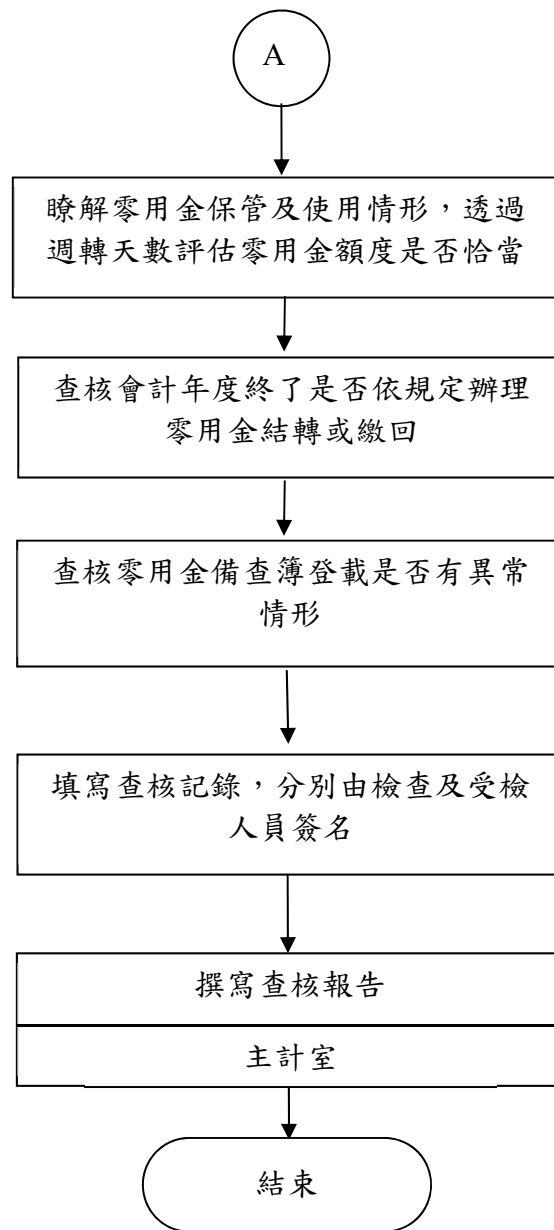 A
瞭解零用金保管及使用情形，透過
週轉天數評估零用金額度是否恰當
查核會計年度終了是否依規定辦理
零用金結轉或繳回
查核零用金備查簿登載是否有異常
情形
填寫查核記錄，分別由檢查及受檢
人員簽名
撰寫查核報告
主計室
結束